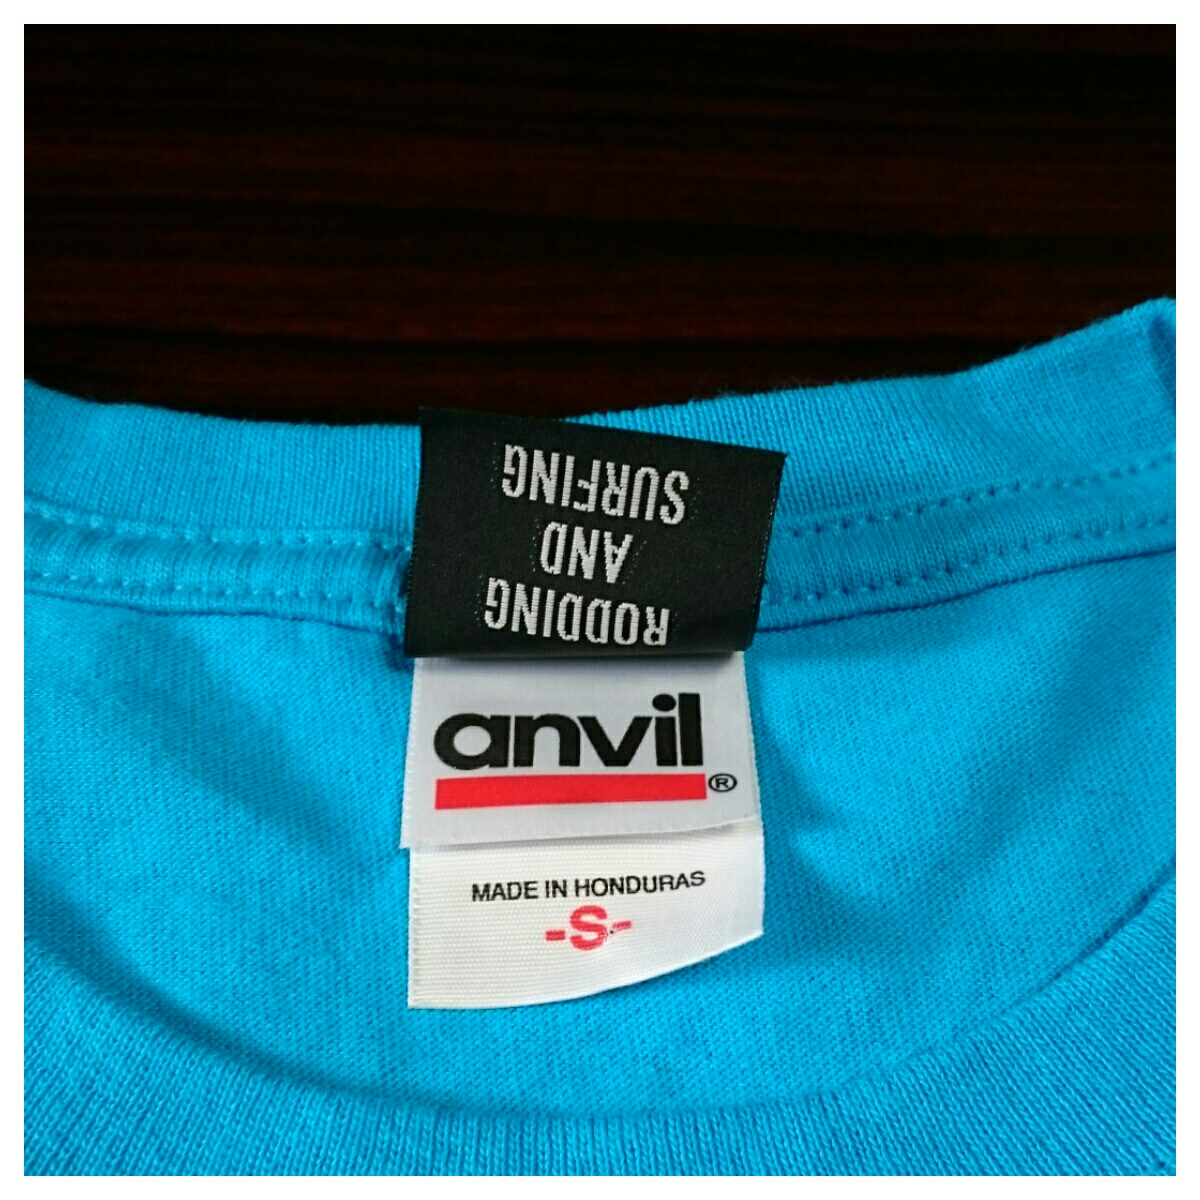 RODDING
AND
SURFING
anvil®
MADE IN HONDURAS
-S-